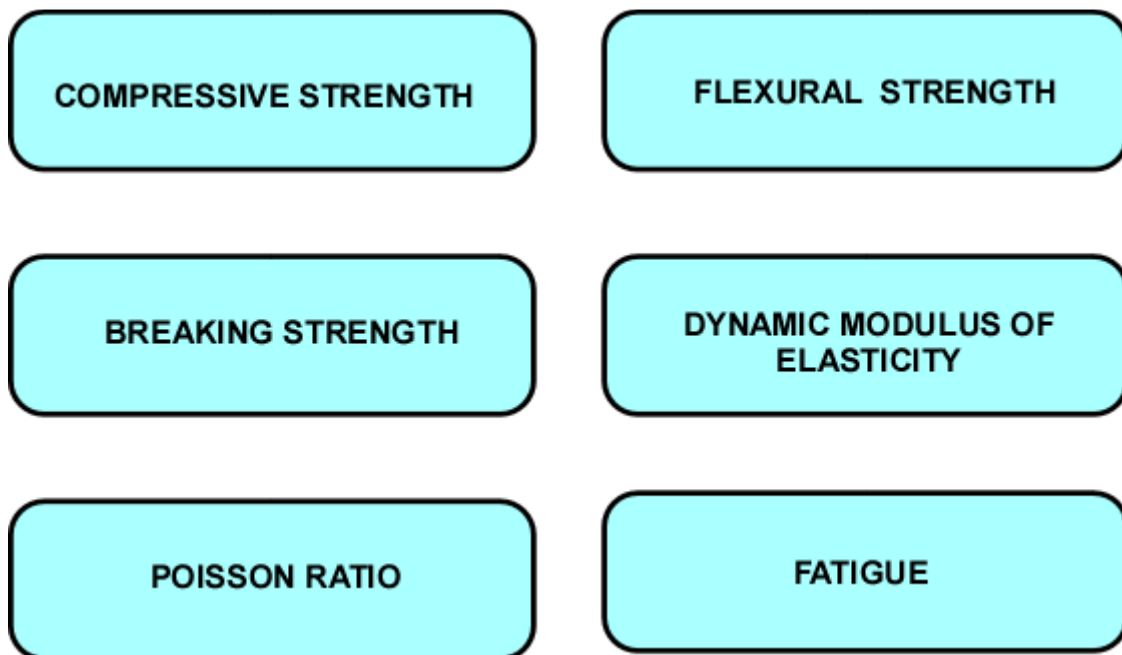 COMPRESSIVE STRENGTH
FLEXURAL STRENGTH
BREAKING STRENGTH
DYNAMIC MODULUS OF
ELASTICITY
POISSON RATIO
FATIGUE